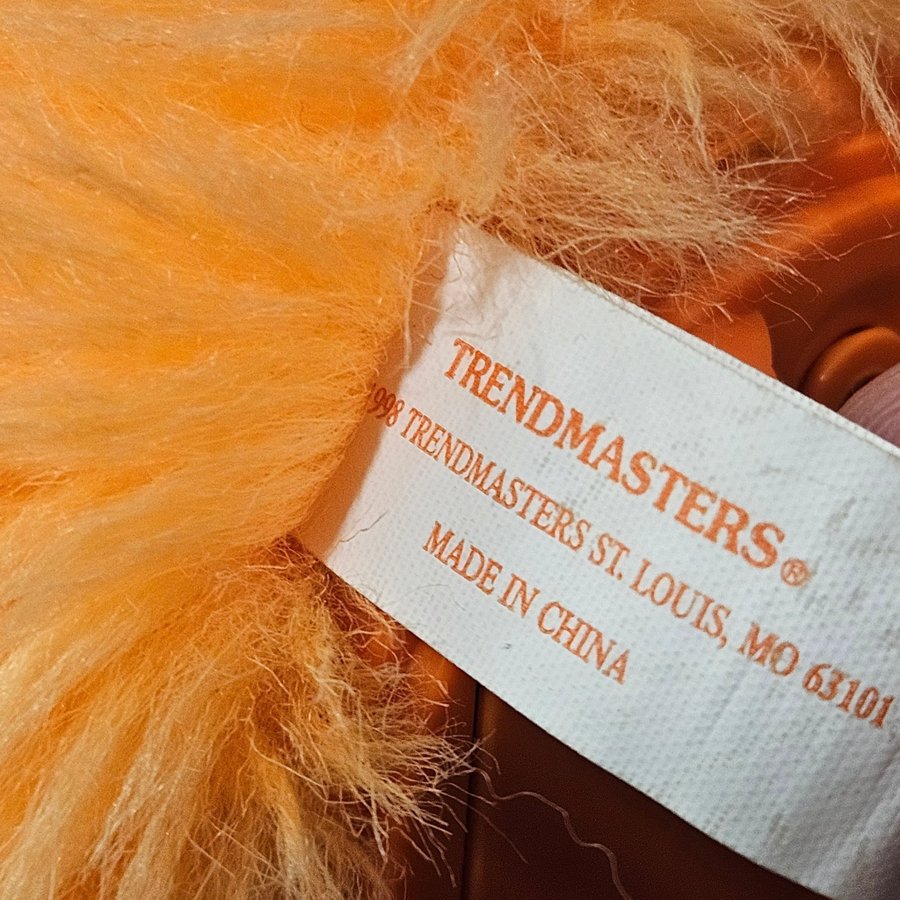 TRENDMASTERS®
1998 TRENDMASTERS ST. LOUIS, MO 63101
MADE IN CHINA